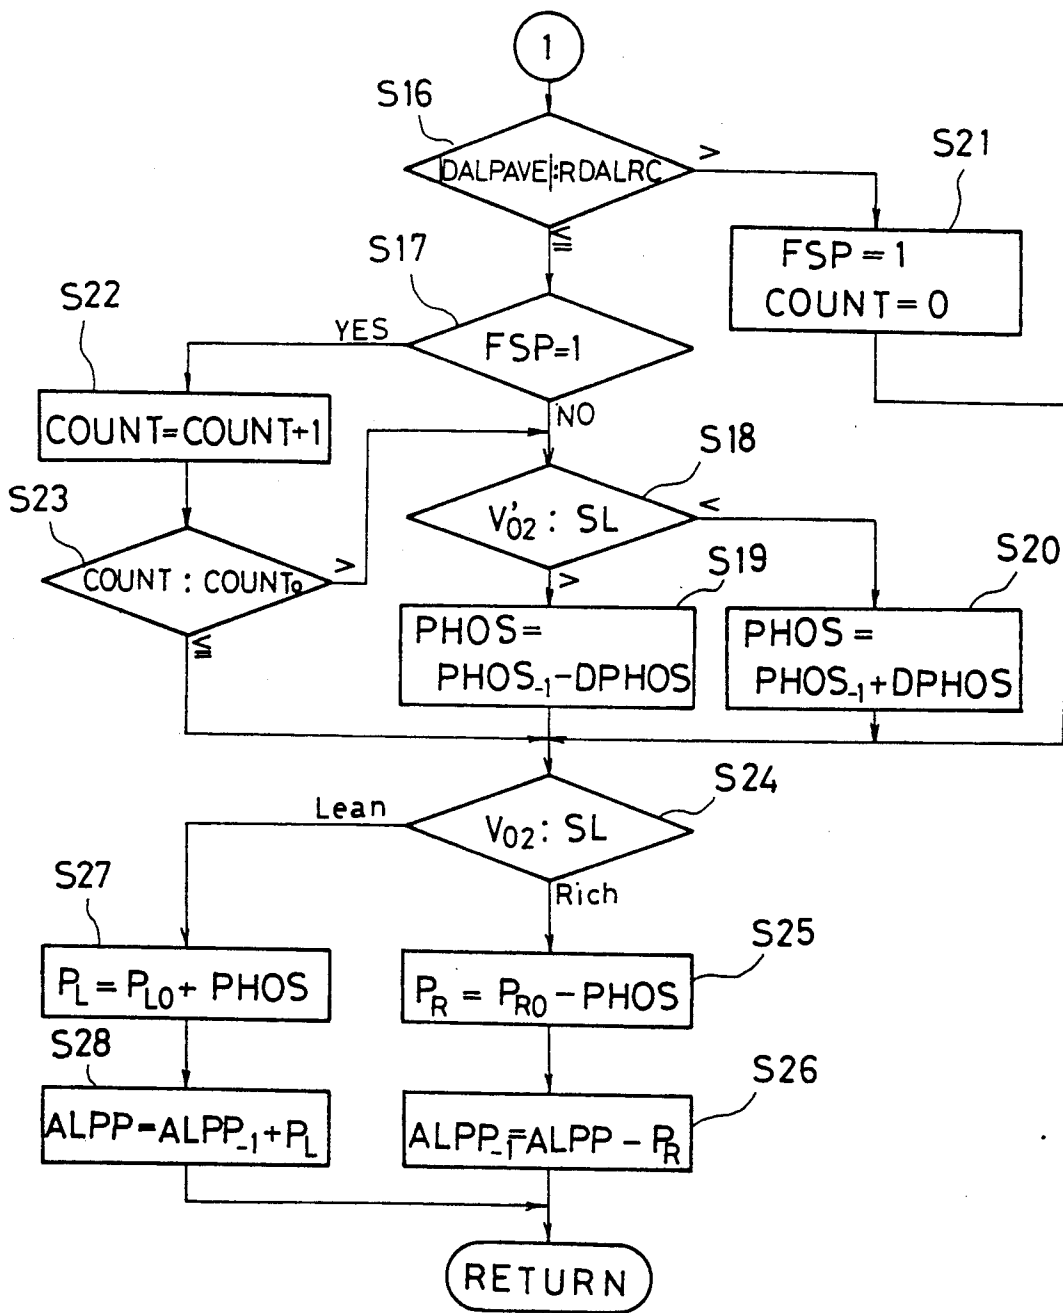 1
S16
|DALPAVE|:RDALRC
>
≦
S21
FSP=1
COUNT=0
S17
FSP=1
YES
NO
S22
COUNT=COUNT+1
S23
COUNT : COUNT₀
>
≦
S18
V'O2 : SL
<
>
S19
PHOS=
PHOS₋₁-DPHOS
S20
PHOS=
PHOS₋₁+DPHOS
S24
VO2 : SL
Lean
Rich
S27
PL=PL0+ PHOS
S25
PR = PR0-PHOS
S28
ALPP=ALPP₋₁+PL
S26
ALPP₋₁=ALPP-PR
RETURN